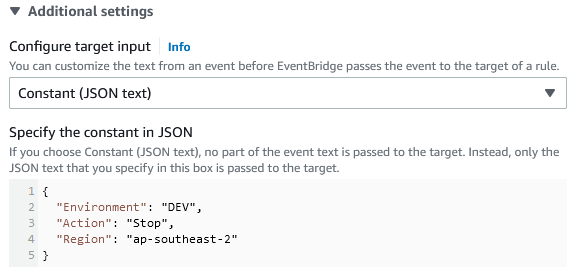 Additional settings
Configure target input Info
You can customize the text from an event before EventBridge passes the event to the target of a rule.
Constant (JSON text)
Specify the constant in JSON
If you choose Constant (JSON text), no part of the event text is passed to the target. Instead, only the
JSON text that you specify in this box is passed to the target.
1 {
2 "Environment": "DEV",
3 "Action": "Stop",
4 "Region": "ap-southeast-2"
5 }